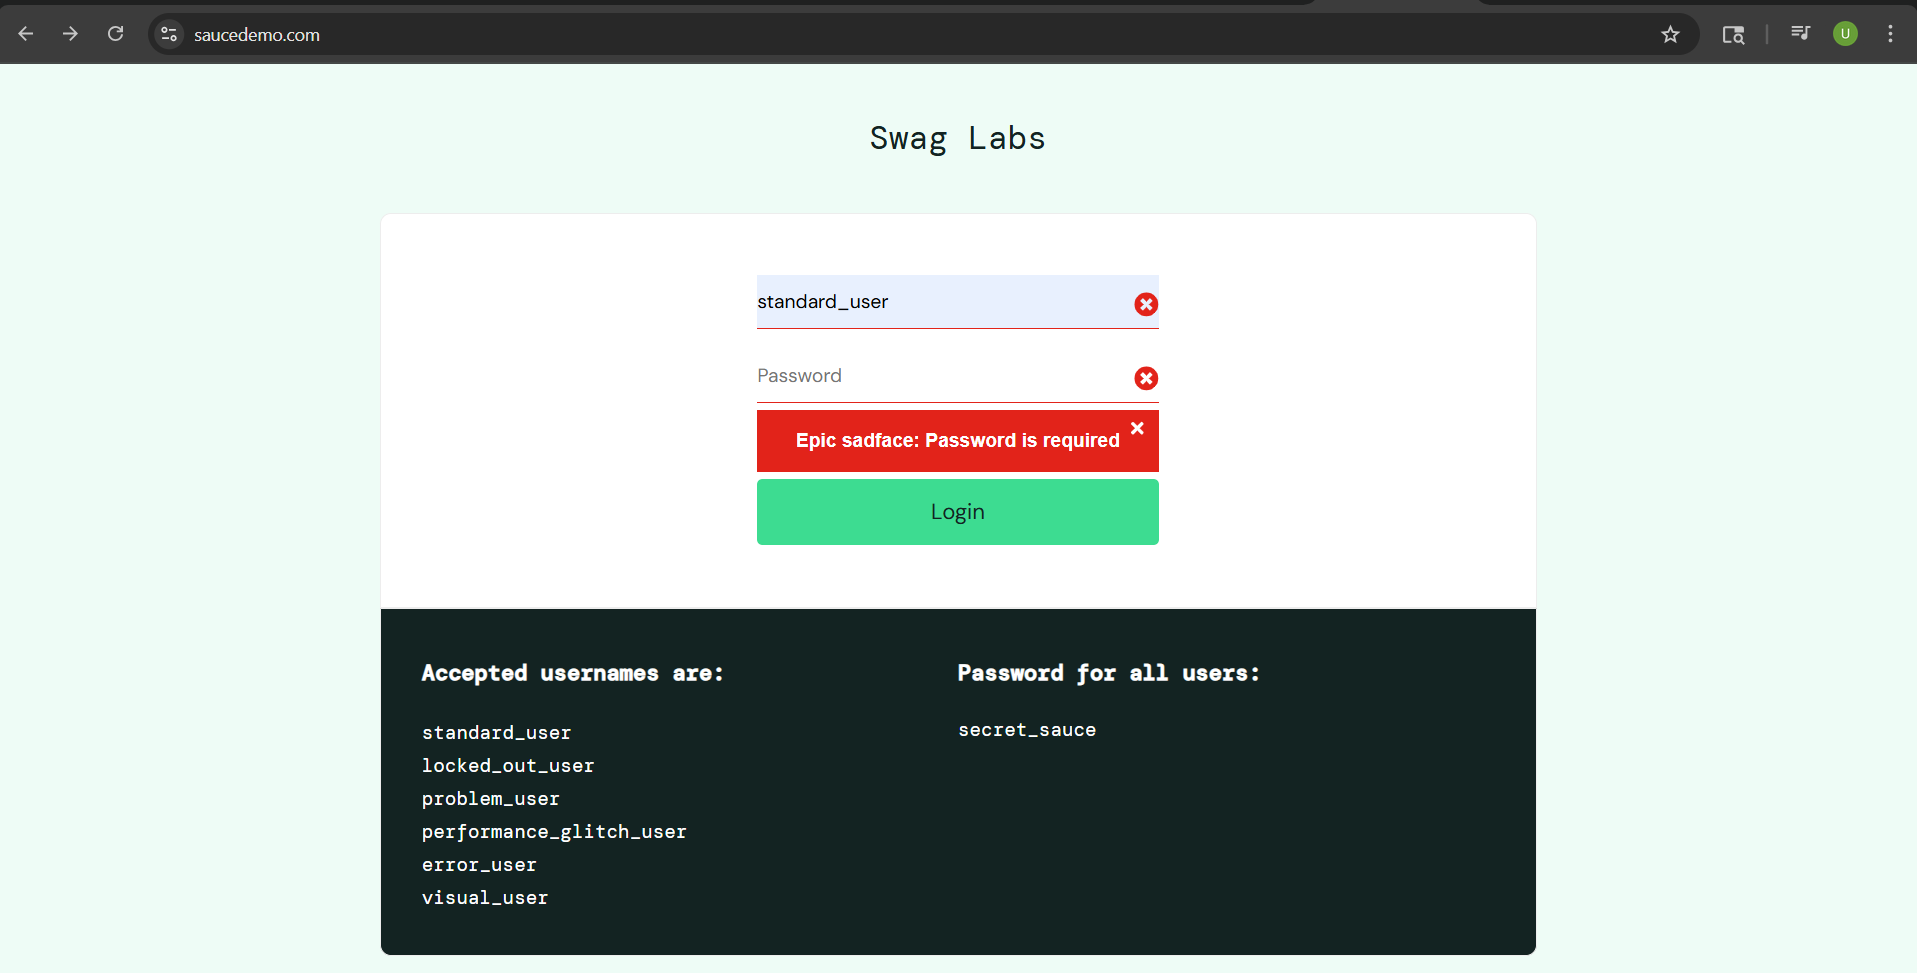 saucedemo.com
U
Swag Labs
standard_user
Password
Epic sadface: Password is required
Login
Accepted usernames are:
standard_user
locked_out_user
problem_user
performance_glitch_user
error_user
visual_user
Password for all users:
secret_sauce